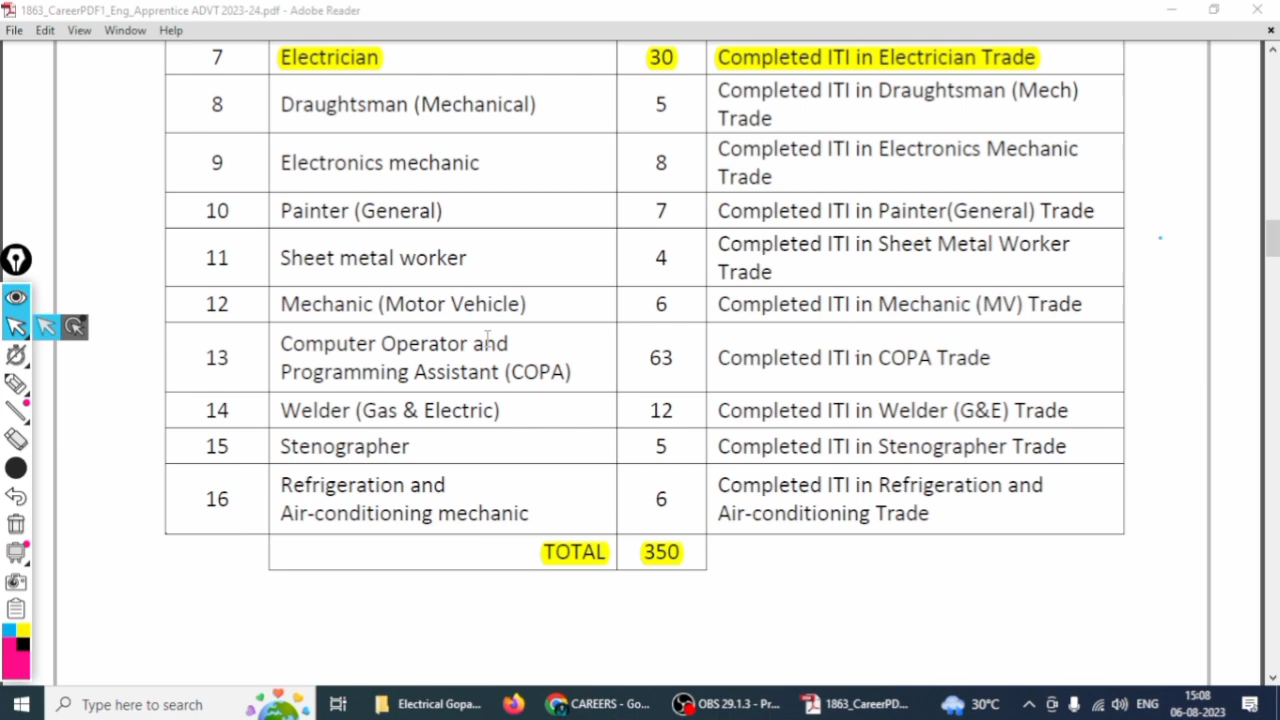 1863_CareerPDF1_Eng_Apprentice ADVT 2023-24.pdf - Adobe Reader
File Edit View Window Help
7 Electrician 30 Completed ITI in Electrician Trade
8 Draughtsman (Mechanical) 5 Completed ITI in Draughtsman (Mech)
Trade
9 Electronics mechanic 8 Completed ITI in Electronics Mechanic
Trade
10 Painter (General) 7 Completed ITI in Painter(General) Trade
11 Sheet metal worker 4 Completed ITI in Sheet Metal Worker
Trade
12 Mechanic (Motor Vehicle) 6 Completed ITI in Mechanic (MV) Trade
13 Computer Operator and
Programming Assistant (COPA) 63 Completed ITI in COPA Trade
14 Welder (Gas & Electric) 12 Completed ITI in Welder (G&E) Trade
15 Stenographer 5 Completed ITI in Stenographer Trade
16 Refrigeration and
Air-conditioning mechanic 6 Completed ITI in Refrigeration and
Air-conditioning Trade
TOTAL 350
Type here to search
Electrical Gopa...
CAREERS - Go...
OBS 29.1.3 - Pr...
1863_CareerPD...
30°C
ENG
15:08
06-08-2023